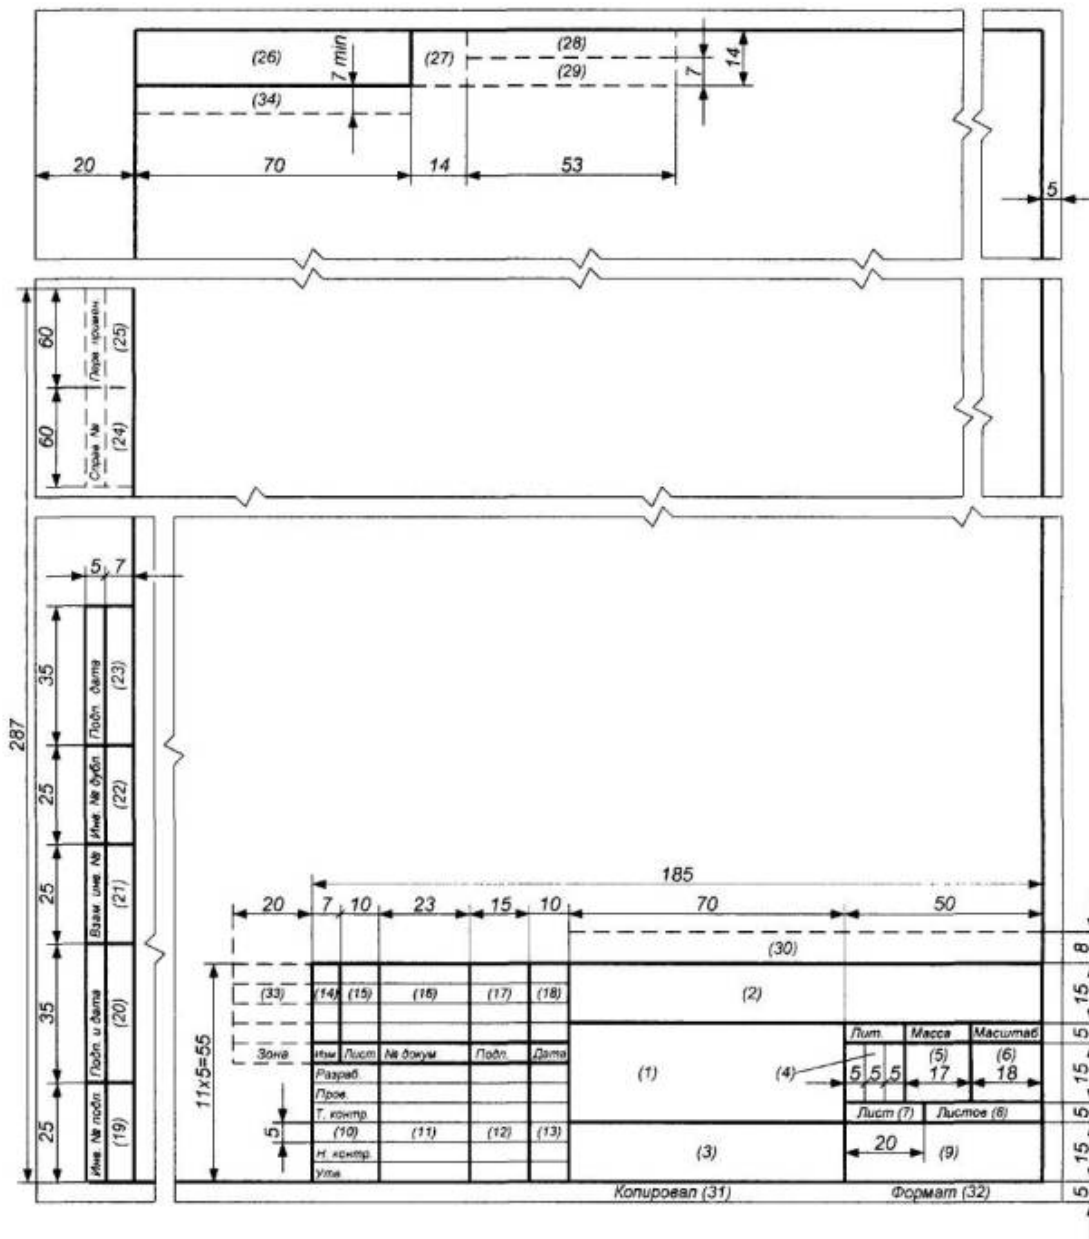 (26)
7 min
(27)
(28)
(29)
7
14
(34)
20
70
14
53
5
60
Перв. примен.
(25)
60
Справ. №
(24)
5 7
287
35
Подп. дата
(23)
25
Инв. № дубл
(22)
25
Взам. инв. №
(21)
35
Подп. и дата
(20)
25
Инв. № подл
(19)
185
20 7 10 23 15 10 70 50
(30)
8
(33) (14) (15) (16) (17) (18) (2)
15
Лит. Масса Масштаб
5
Зона Изм Лист № докум Подп. Дата
(1)
(4)
(5) (6)
5 5 5 17 18
15
11x5=55
Разраб.
Пров.
Т. контр.
Лист (7) Листов (8)
5
5
(10) (11) (12) (13)
Н. контр.
Утв
(3)
20
(9)
15
Копировал (31) Формат (32)
5